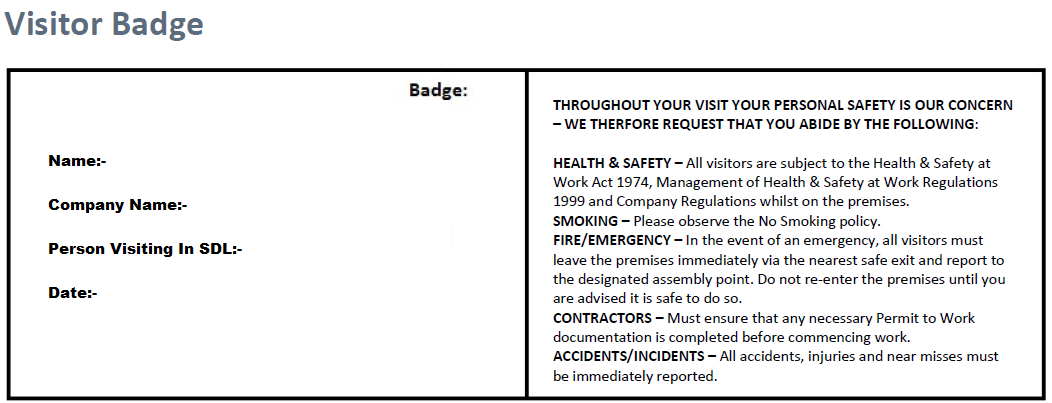 Visitor Badge
Badge:
Name:-
Company Name:-
Person Visiting In SDL:-
Date:-
THROUGHOUT YOUR VISIT YOUR PERSONAL SAFETY IS OUR CONCERN
– WE THERFORE REQUEST THAT YOU ABIDE BY THE FOLLOWING:
HEALTH & SAFETY – All visitors are subject to the Health & Safety at
Work Act 1974, Management of Health & Safety at Work Regulations
1999 and Company Regulations whilst on the premises.
SMOKING – Please observe the No Smoking policy.
FIRE/EMERGENCY – In the event of an emergency, all visitors must
leave the premises immediately via the nearest safe exit and report to
the designated assembly point. Do not re-enter the premises until you
are advised it is safe to do so.
CONTRACTORS – Must ensure that any necessary Permit to Work
documentation is completed before commencing work.
ACCIDENTS/INCIDENTS – All accidents, injuries and near misses must
be immediately reported.